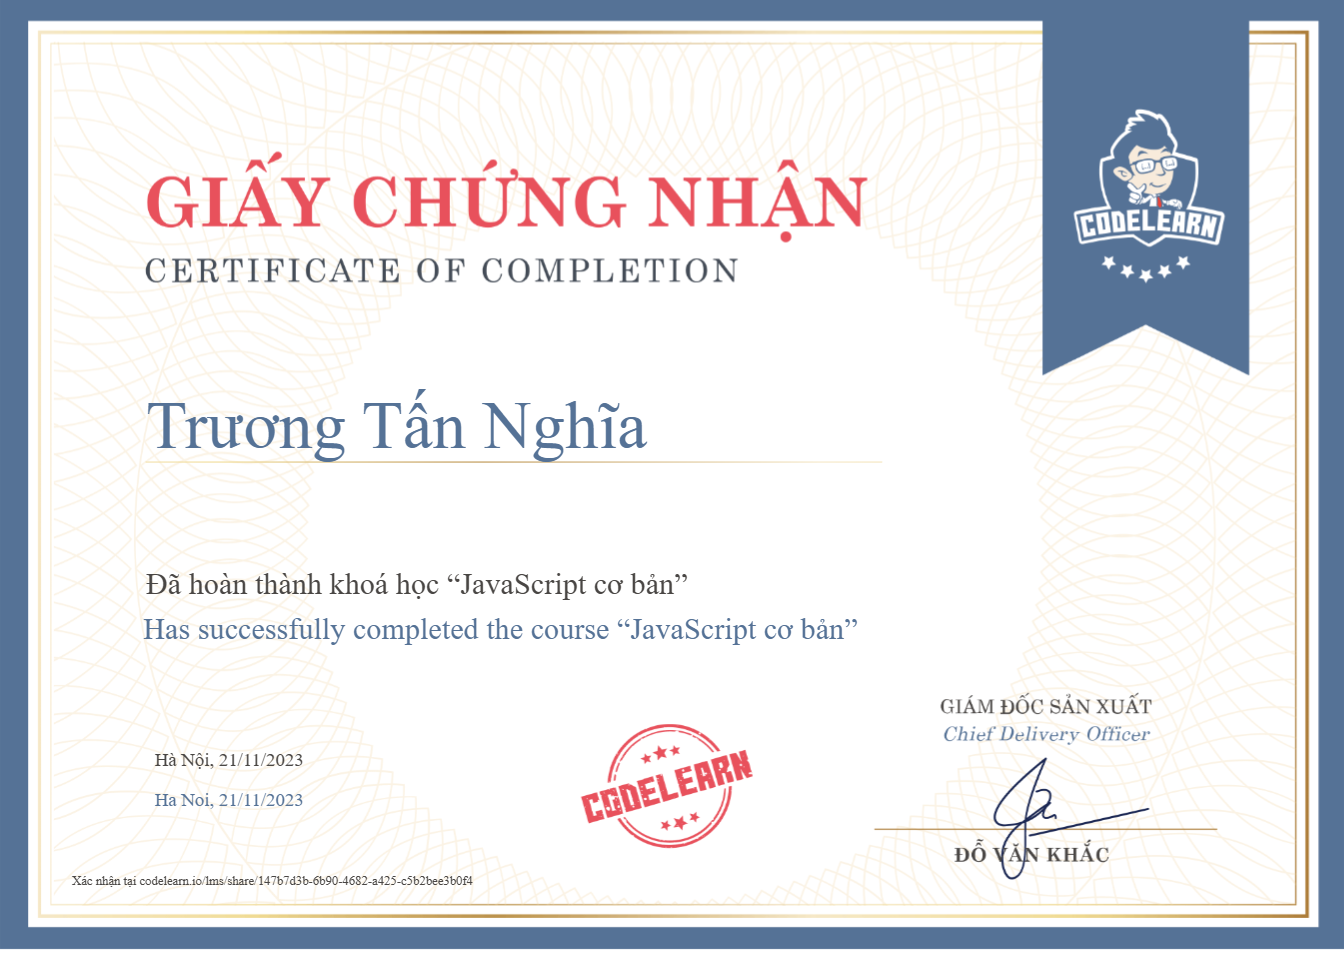 GIẤY CHỨNG NHẬN
CERTIFICATE OF COMPLETION
CODELEARN
Trương Tấn Nghĩa
Đã hoàn thành khoá học “JavaScript cơ bản”
Has successfully completed the course “JavaScript cơ bản”
GIÁM ĐỐC SẢN XUẤT
Chief Delivery Officer
Hà Nội, 21/11/2023
Ha Noi, 21/11/2023
CODELEARN
ĐỖ VĂN KHẮC
Xác nhận tại codelearn.io/lms/share/147b7d3b-6b90-4682-a425-c5b2bee3b0f4